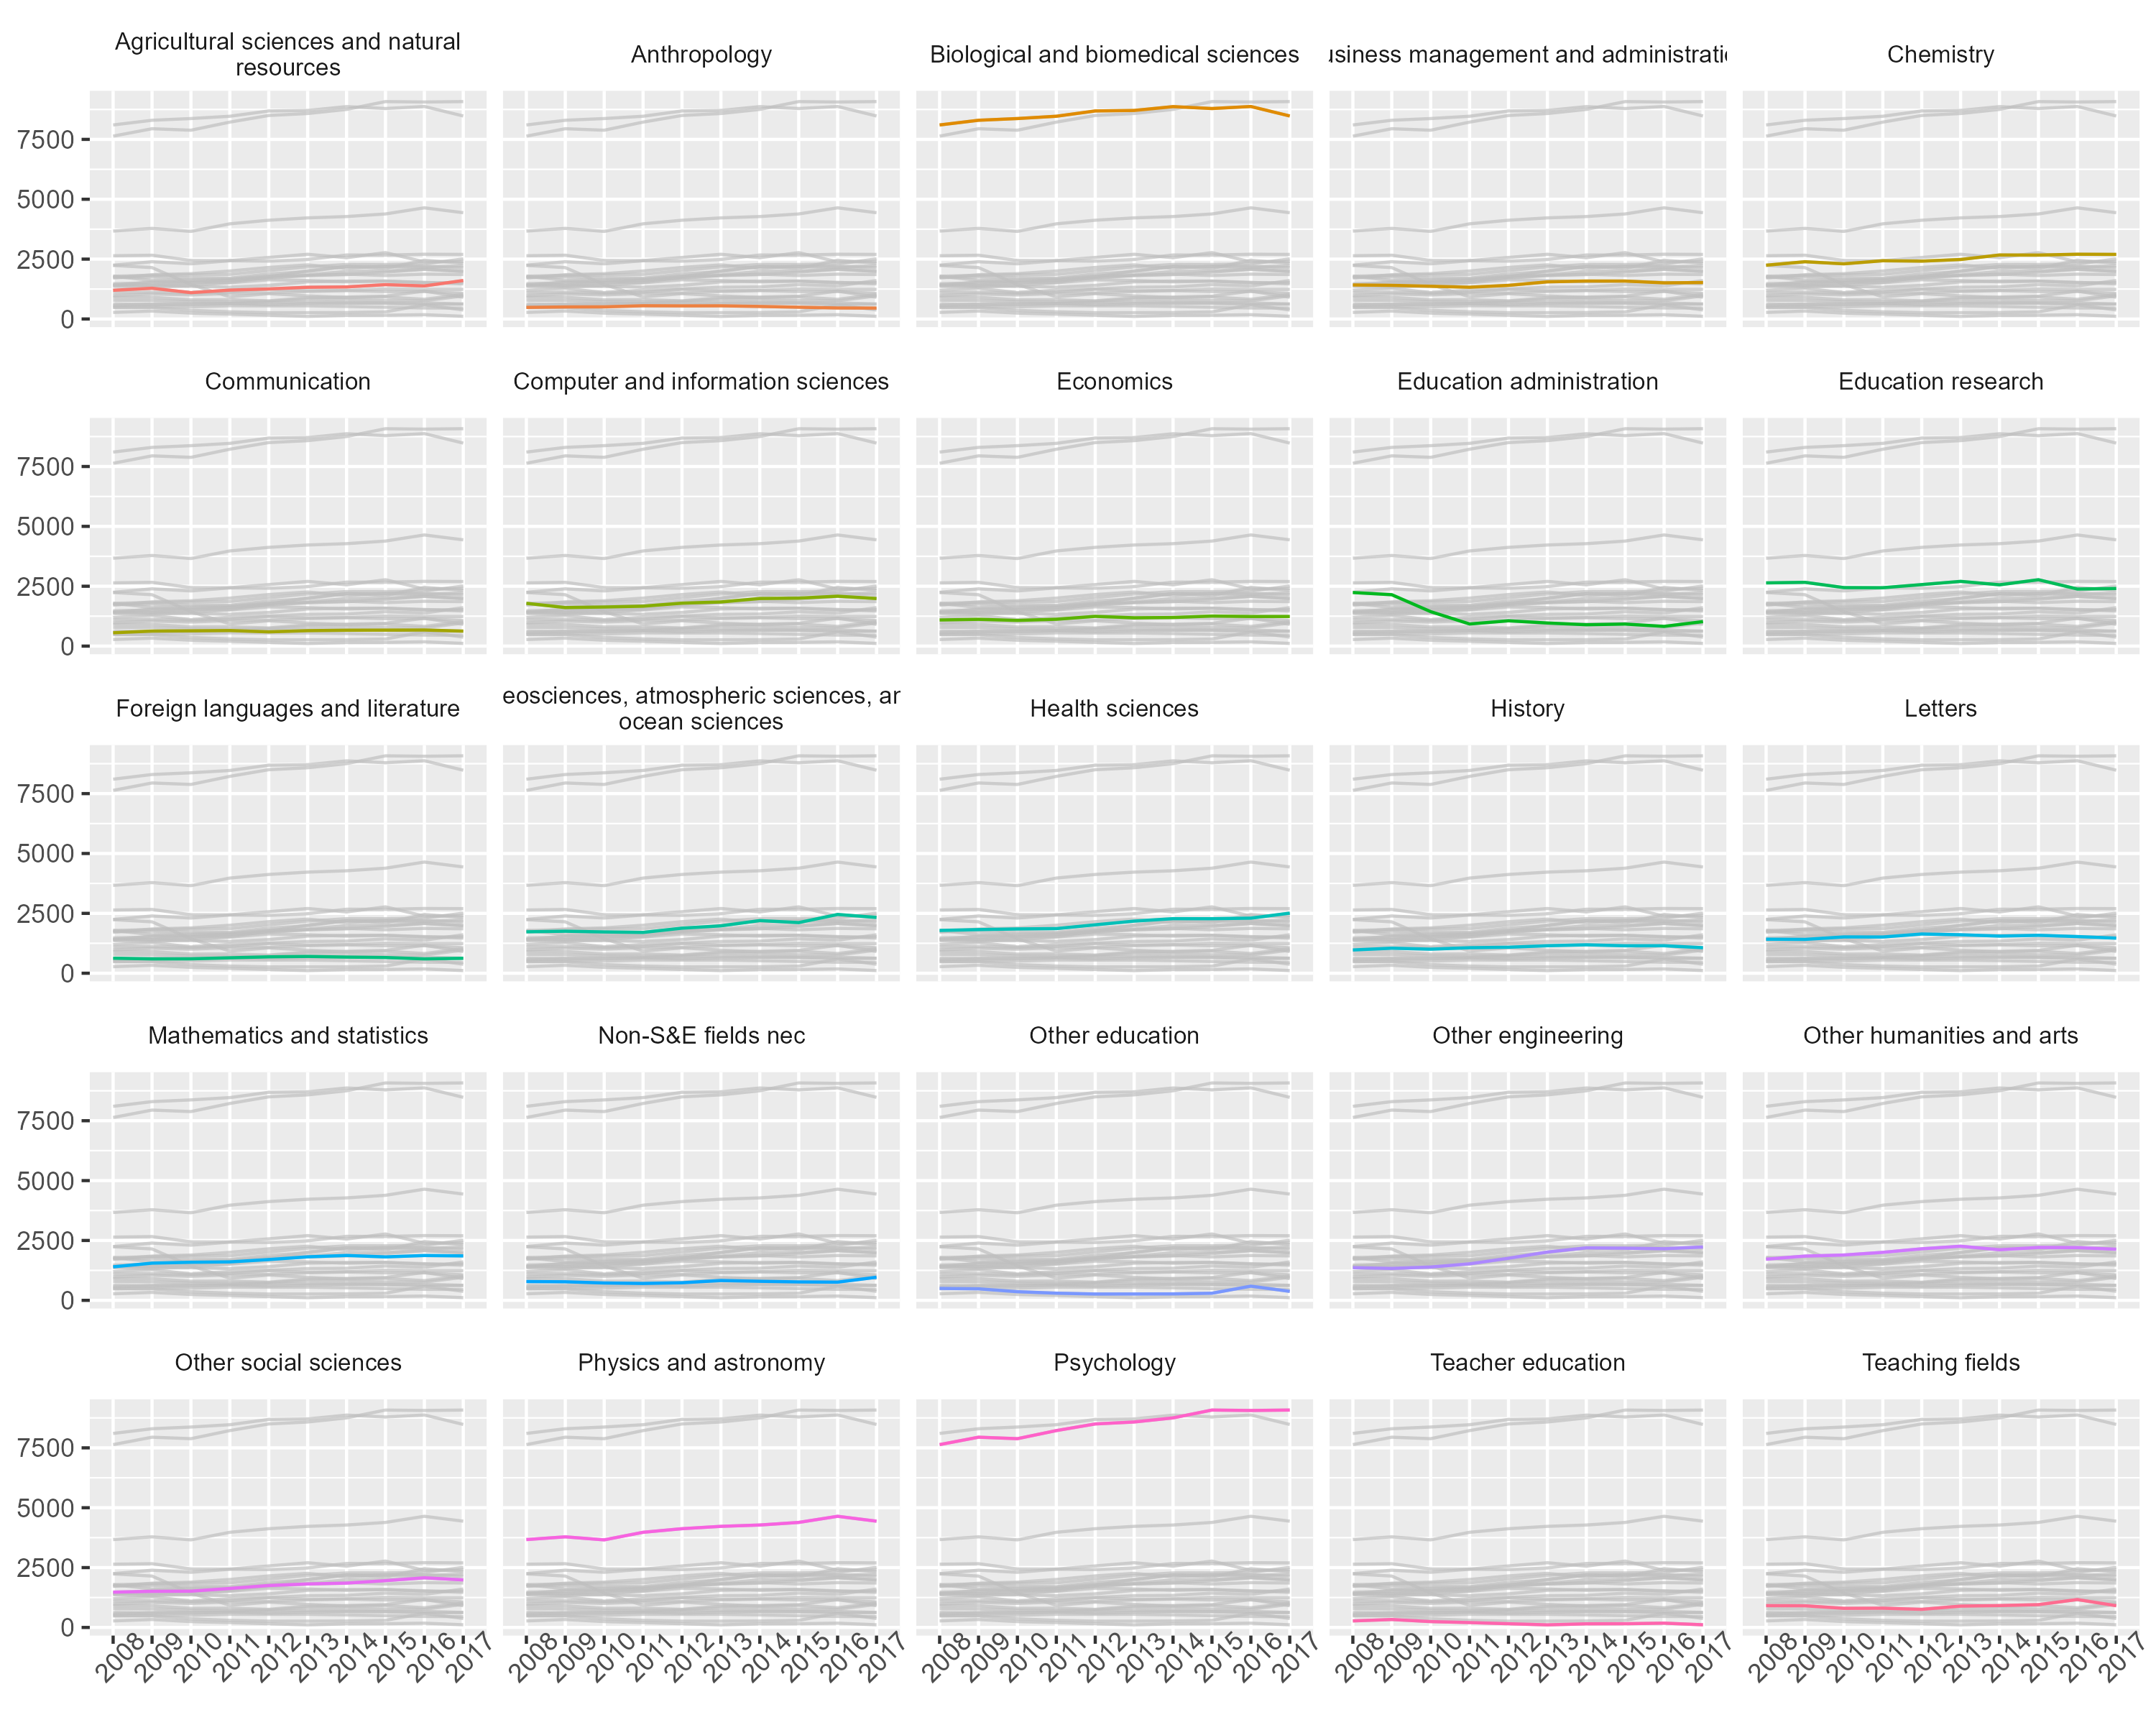 Agricultural sciences and natural
resources
Anthropology
Biological and biomedical sciences
management and
Chemistry
7500
5000
2500
0
Communication
Computer and information sciences
Economics
Education administration
Education research
7500
5000
2500
0
Foreign languages and literature
atmospheric sciences,
ocean sciences
Health sciences
History
Letters
7500
5000
2500
0
Mathematics and statistics
Non-S&E fields nec
Other education
Other engineering
Other humanities and arts
7500
5000
2500
0
Other social sciences
Physics and astronomy
Psychology
Teacher education
Teaching fields
7500
5000
2500
0
2008 2009 2010 2011 2012 2013 2014 2015 2016 2017
2008 2009 2010 2011 2012 2013 2014 2015 2016 2017
2008 2009 2010 2011 2012 2013 2014 2015 2016 2017
2008 2009 2010 2011 2012 2013 2014 2015 2016 2017
2008 2009 2010 2011 2012 2013 2014 2015 2016 2017